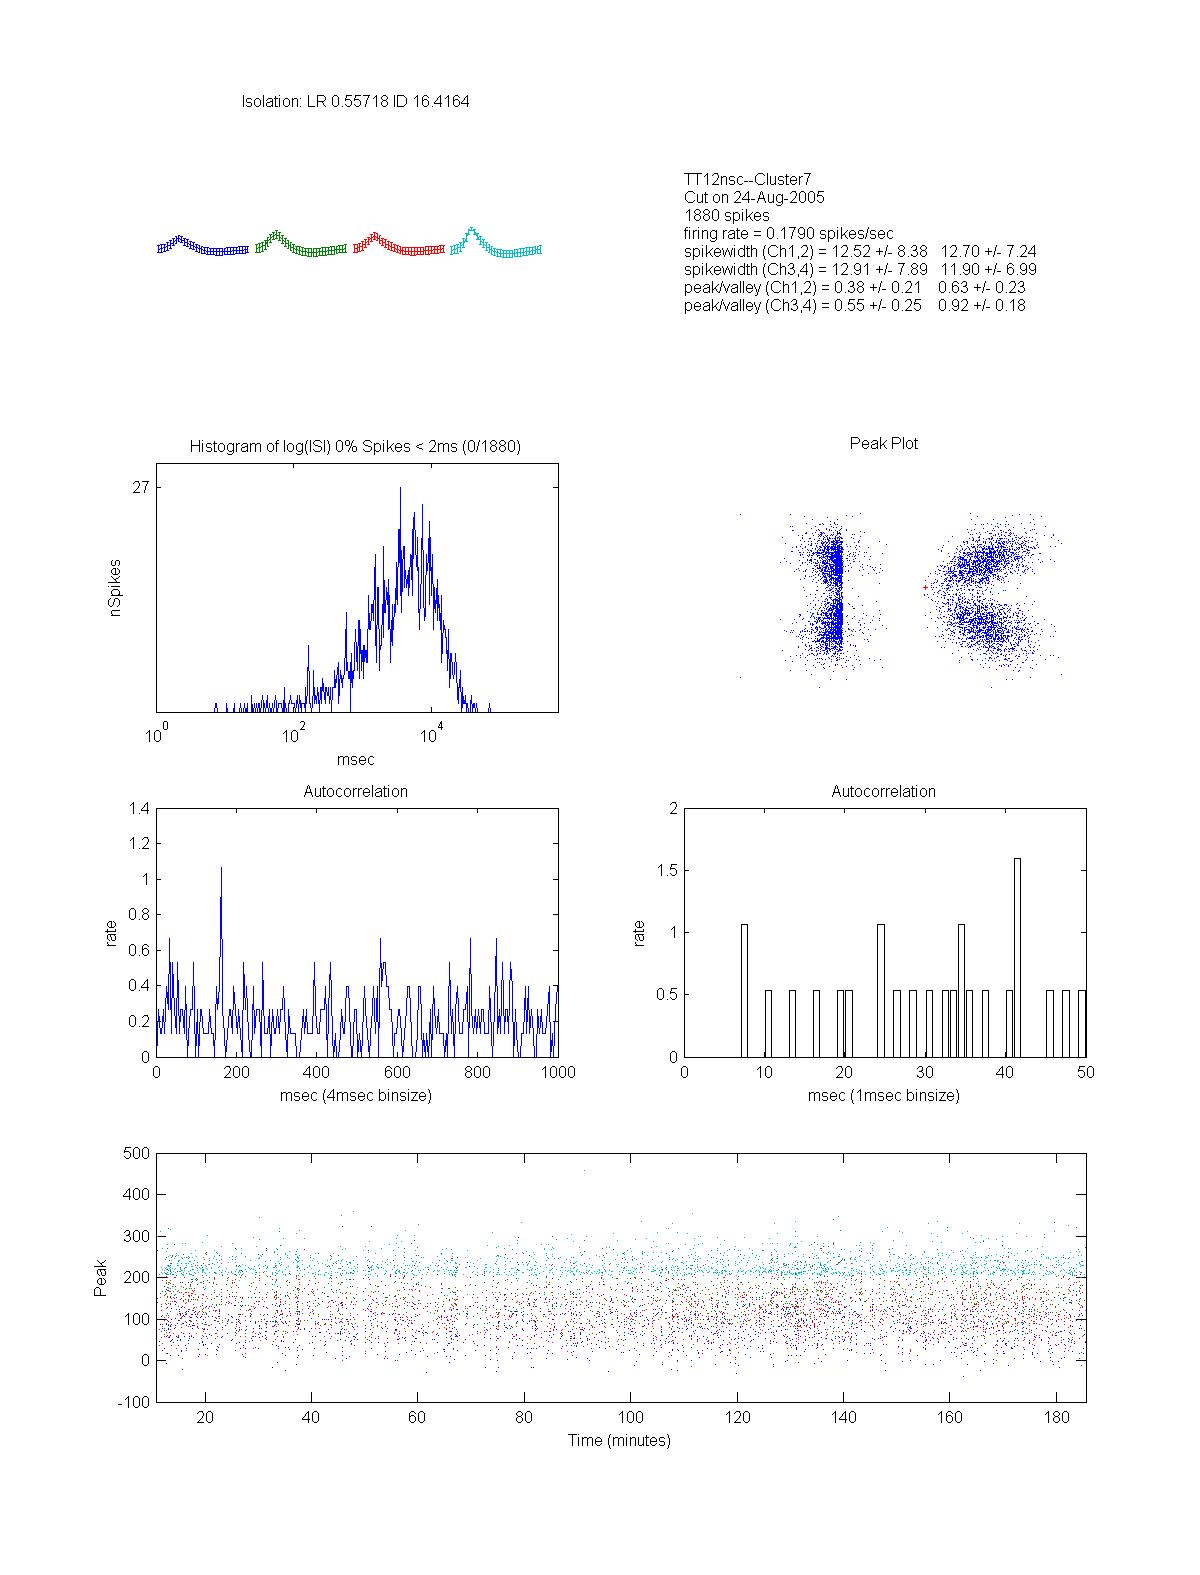 Isolation: LR 0.55718 ID 16.4164
TT12nsc--Cluster7
Cut on 24-Aug-2005
1880 spikes
firing rate = 0.1790 spikes/sec
spikewidth (Ch1,2) = 12.52 +/- 8.38 12.70 +/- 7.24
spikewidth (Ch3,4) = 12.91 +/- 7.89 11.90 +/- 6.99
peak/valley (Ch1,2) = 0.38 +/- 0.21 0.63 +/- 0.23
peak/valley (Ch3,4) = 0.55 +/- 0.25 0.92 +/- 0.18
Histogram of log(ISI) 0% Spikes < 2ms (0/1880)
27
nSpikes
10^0 10^2 10^4
msec
Peak Plot
Autocorrelation
1.4
1.2
1
0.8
0.6
0.4
0.2
0
rate
0 200 400 600 800 1000
msec (4msec binsize)
Autocorrelation
2
1.5
1
0.5
0
rate
0 10 20 30 40 50
msec (1msec binsize)
500
400
300
200
100
0
-100
Peak
20 40 60 80 100 120 140 160 180
Time (minutes)